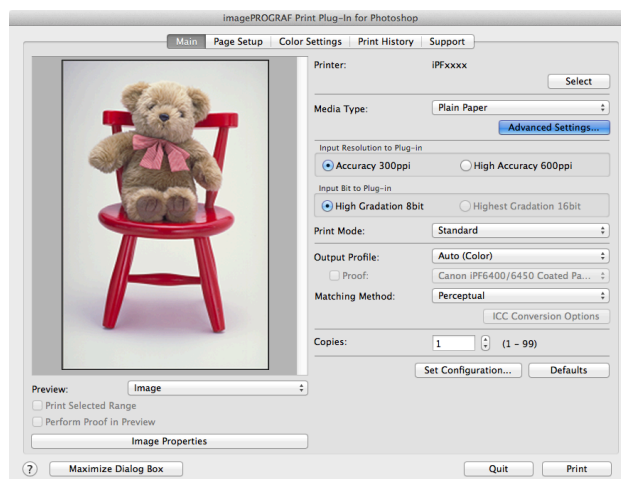 imagePROGRAF Print Plug-In for Photoshop
Main Page Setup Color Settings Print History Support
Printer: iPFxxxx
Select
Media Type: Plain Paper
Advanced Settings...
Input Resolution to Plug-in
Accuracy 300ppi High Accuracy 600ppi
Input Bit to Plug-in
High Gradation 8bit Highest Gradation 16bit
Print Mode: Standard
Output Profile: Auto (Color)
Proof: Canon iPF6400/6450 Coated Pa...
Matching Method: Perceptual
ICC Conversion Options
Copies: 1 (1 – 99)
Set Configuration... Defaults
Preview: Image
Print Selected Range
Perform Proof in Preview
Image Properties
? Maximize Dialog Box Quit Print